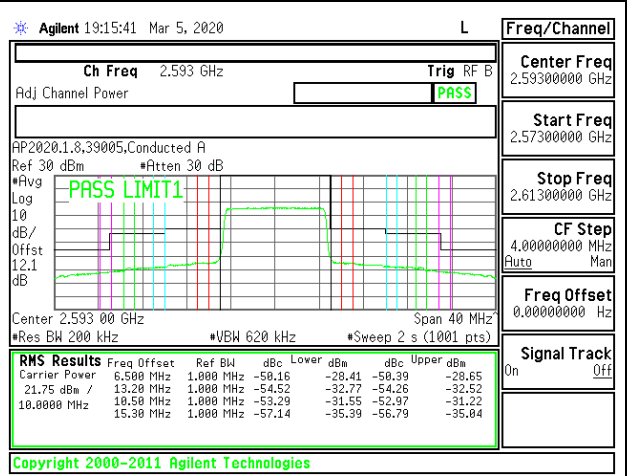 Agilent 19:15:41 Mar 5, 2020 L
Freq/Channel
Ch Freq 2.593 GHz Trig RF B
Adj Channel Power PASS
AP2020.1.8,39005,Conducted A
Ref 30 dBm #Atten 30 dB
#Avg
Log
10
dB/
Offst
12.1
dB
PASS LIMIT1
Center 2.593 00 GHz Span 40 MHz^
#Res BW 200 kHz #VBW 620 kHz #Sweep 2 s (1001 pts)
RMS Results Freq Offset Ref BW dBc Lower dBm dBc Upper dBm
Carrier Power 6.500 MHz 1.000 MHz -50.16 -28.41 -50.39 -28.65
21.75 dBm / 13.20 MHz 1.000 MHz -54.52 -32.77 -54.26 -32.52
10.0000 MHz 10.50 MHz 1.000 MHz -53.29 -31.55 -52.97 -31.22
15.30 MHz 1.000 MHz -57.14 -35.39 -56.79 -35.04
Center Freq
2.59300000 GHz
Start Freq
2.57300000 GHz
Stop Freq
2.61300000 GHz
CF Step
4.00000000 MHz
Auto Man
Freq Offset
0.00000000 Hz
Signal Track
On Off
Copyright 2000-2011 Agilent Technologies